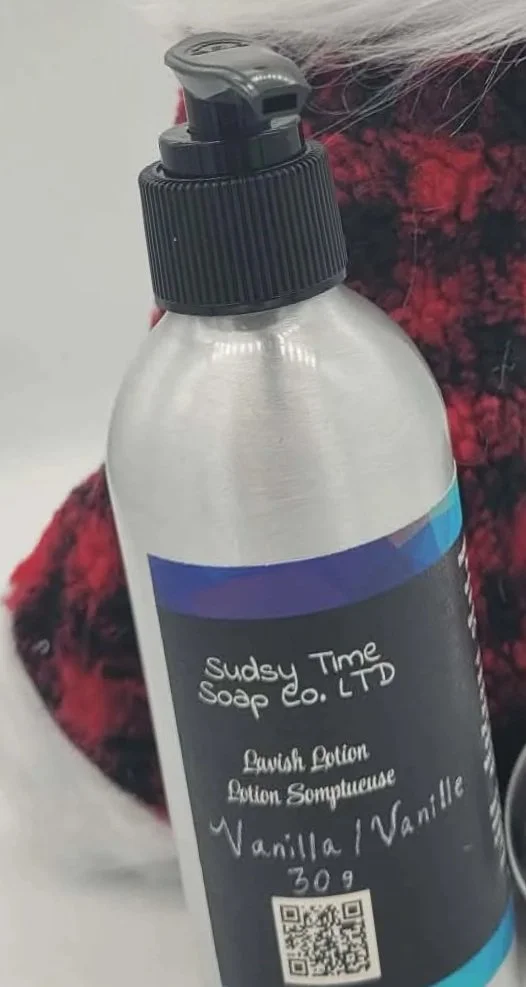 Sudsy Time
Soap Co. LTD
Lavish Lotion
Lotion Somptueuse
Vanilla / Vanille
30 g